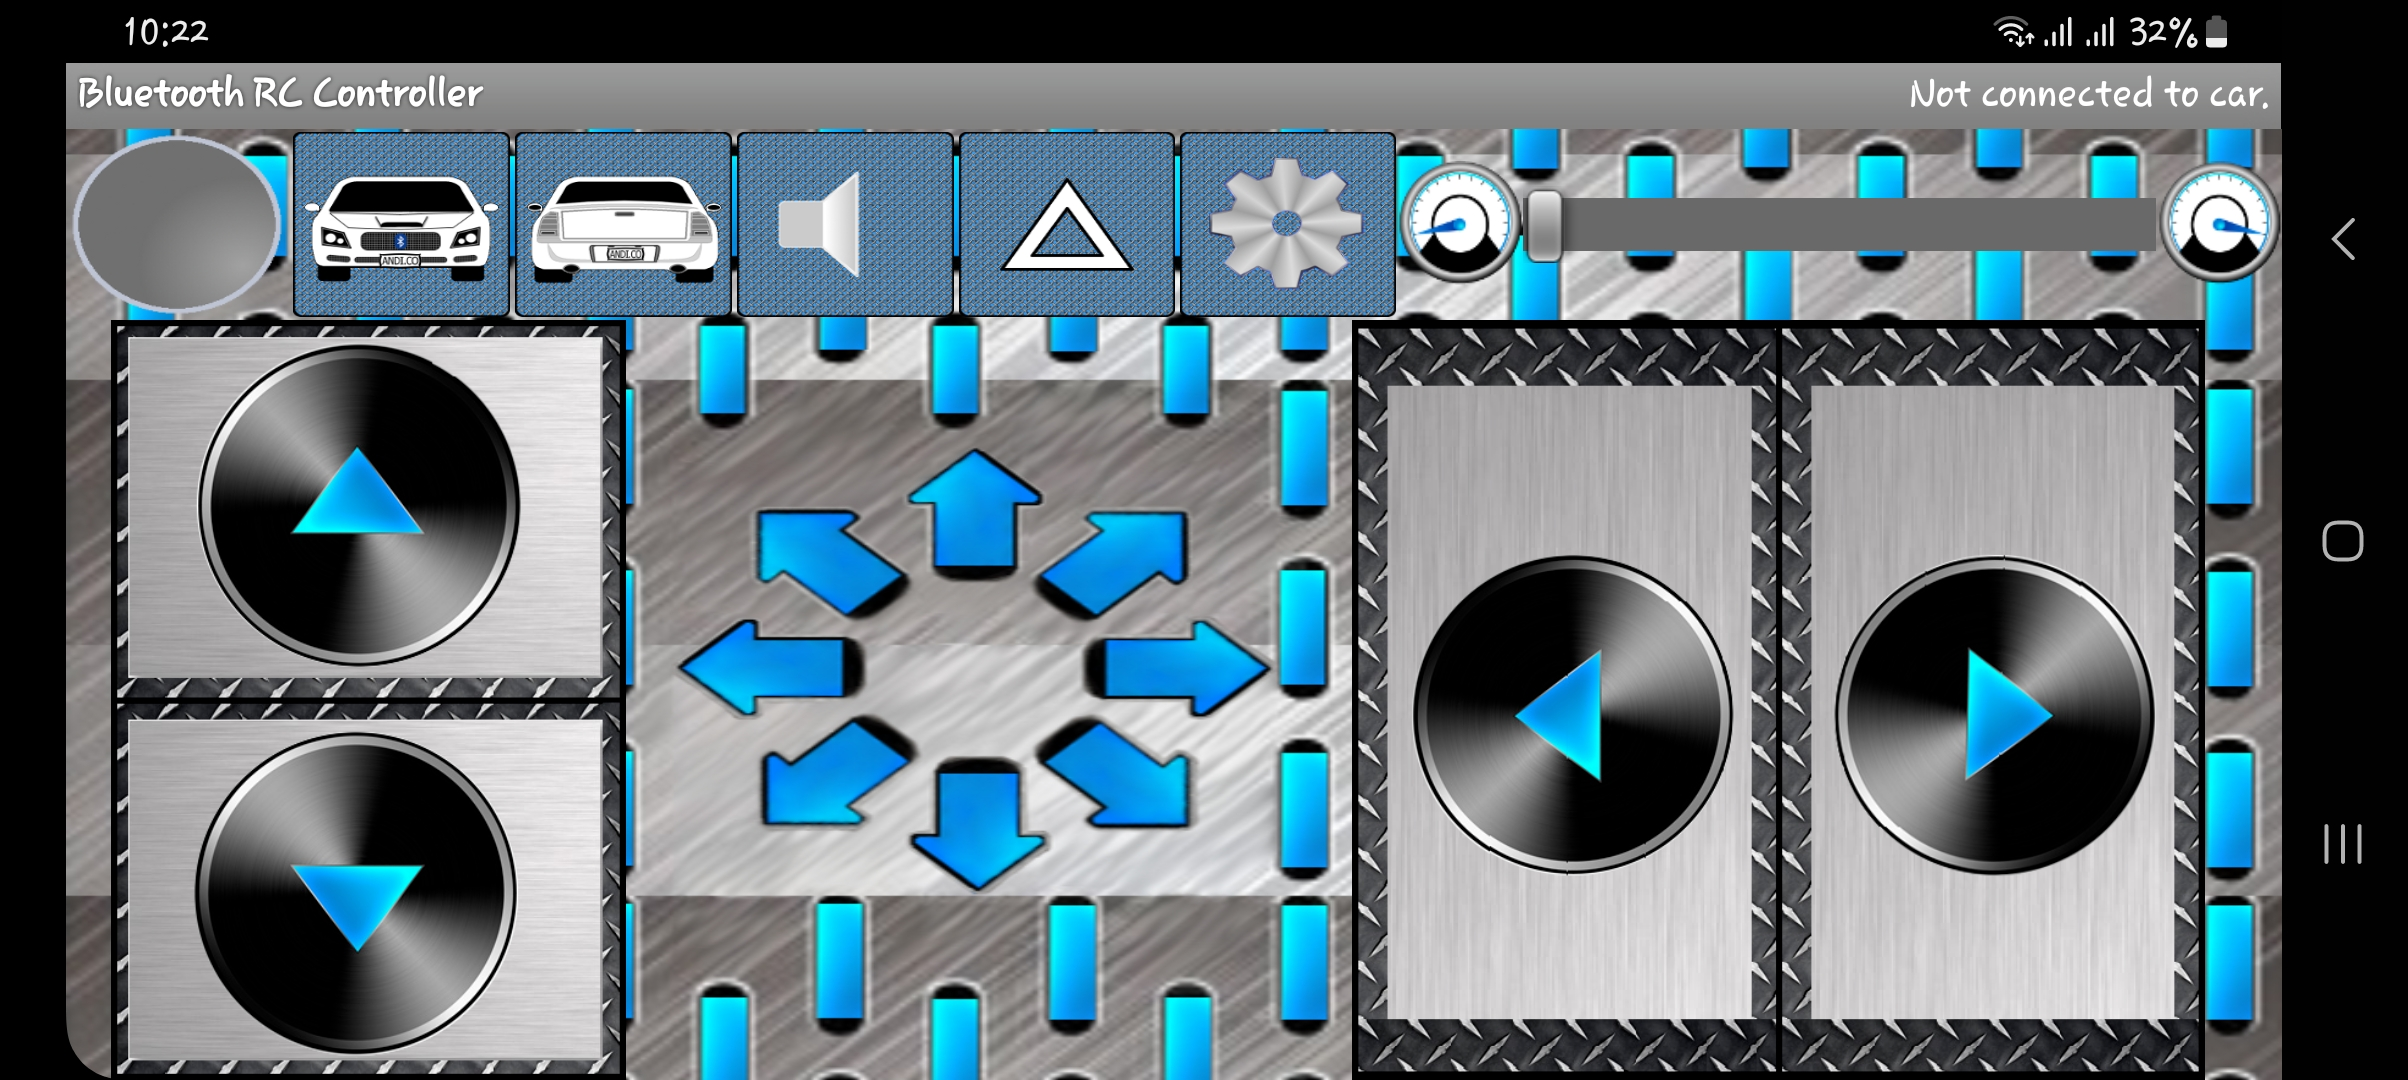 10:22
32%
Bluetooth RC Controller
Not connected to car.
ANDI.CO
ANDI.CO